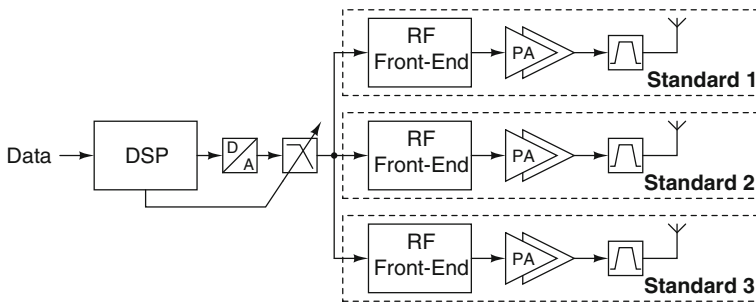 RF
Front-End
PA
Standard 1
Data
DSP
D
A
RF
Front-End
PA
Standard 2
RF
Front-End
PA
Standard 3